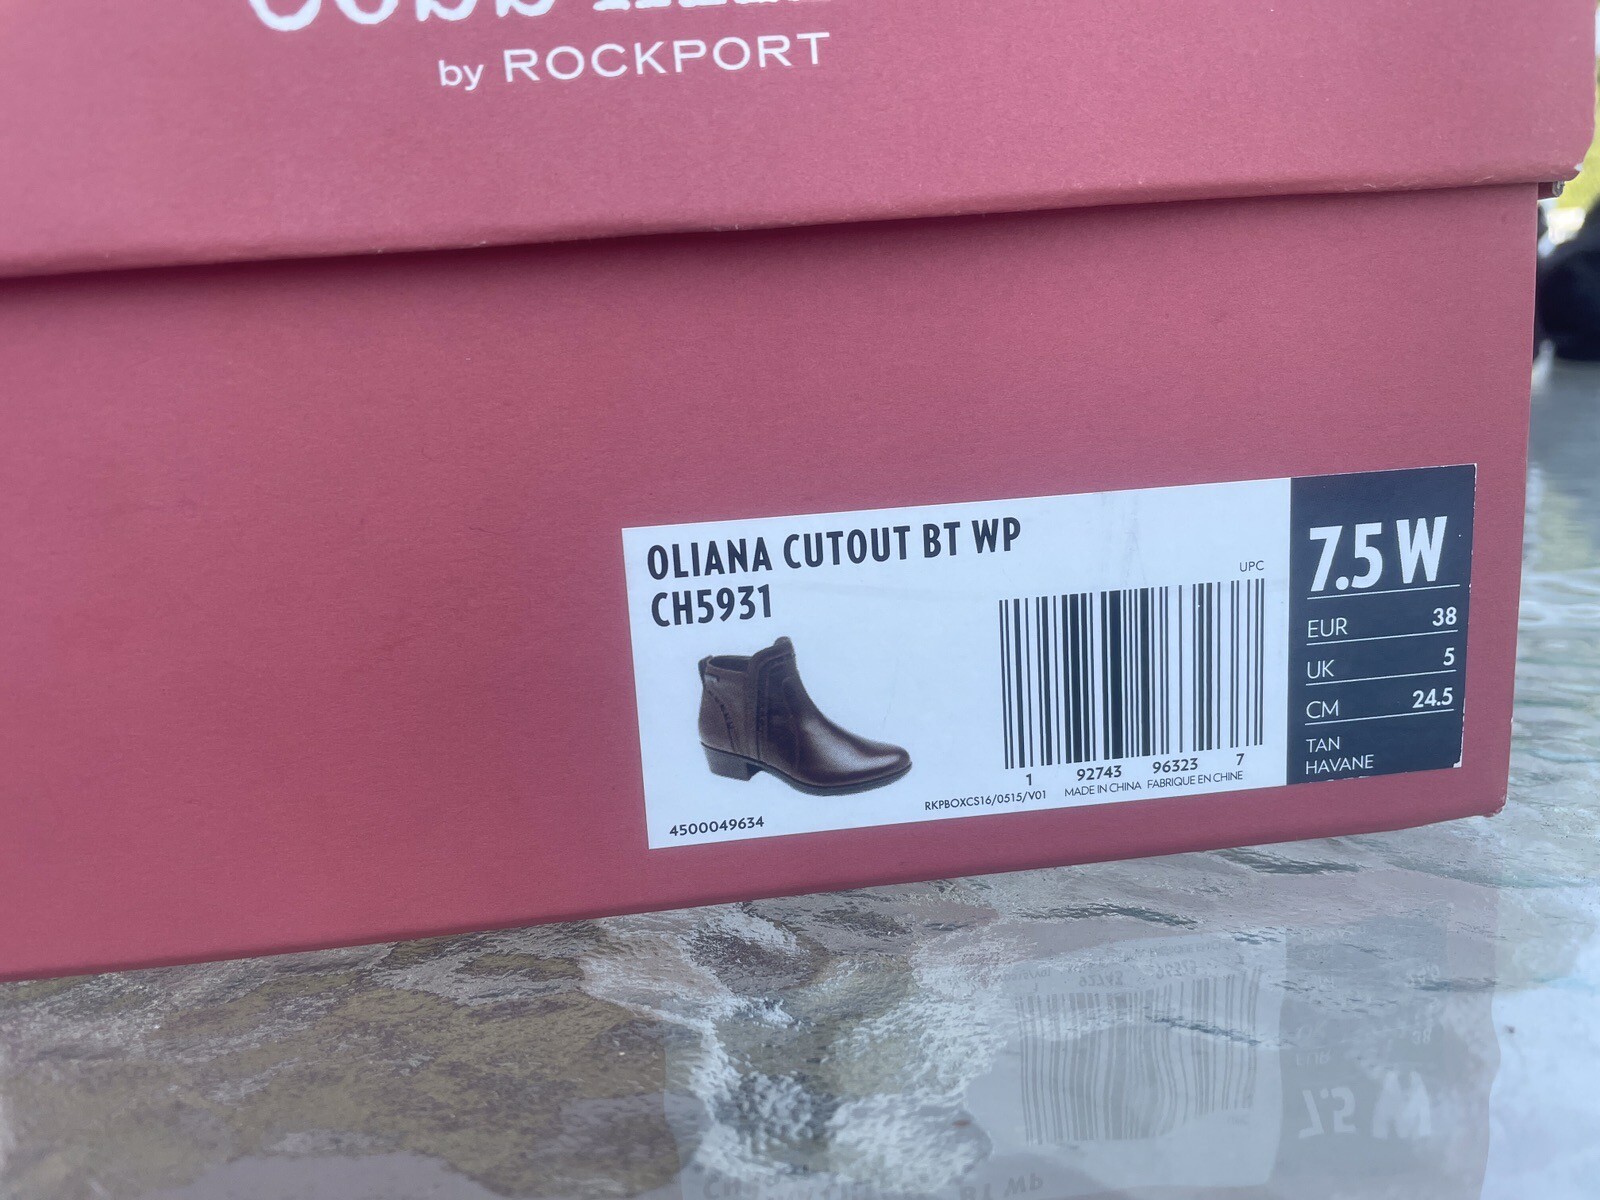 by ROCKPORT
OLIANA CUTOUT BT WP
CH5931
UPC
1 92743 96323 7
RKPBOXCS16/0515/V01 MADE IN CHINA FABRIQUE EN CHINE
4500049634
7.5 W
EUR 38
UK 5
CM 24.5
TAN
HAVANE